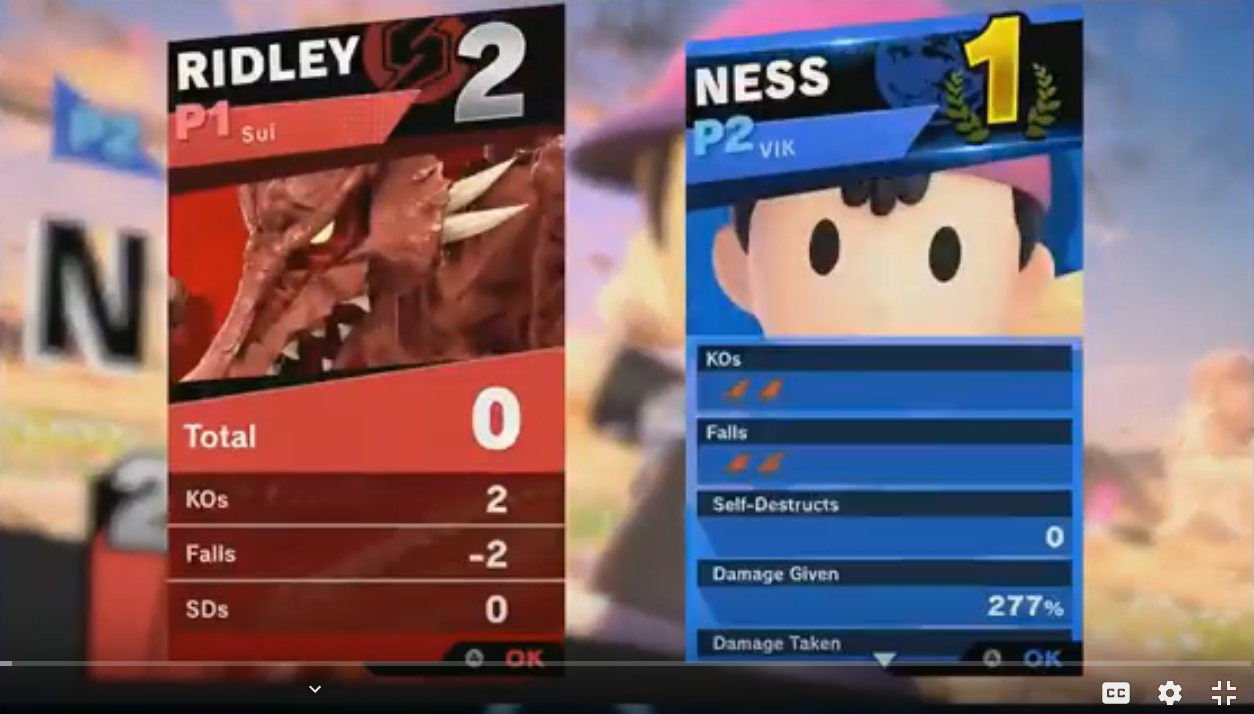 RIDLEY 2
P1 Sui
Total 0
KOs 2
Falls -2
SDs 0
A OK
NESS 1
P2 VIK
KOs
Falls
Self-Destructs
0
Damage Given
277%
Damage Taken
A OK
P2
N
2
CC